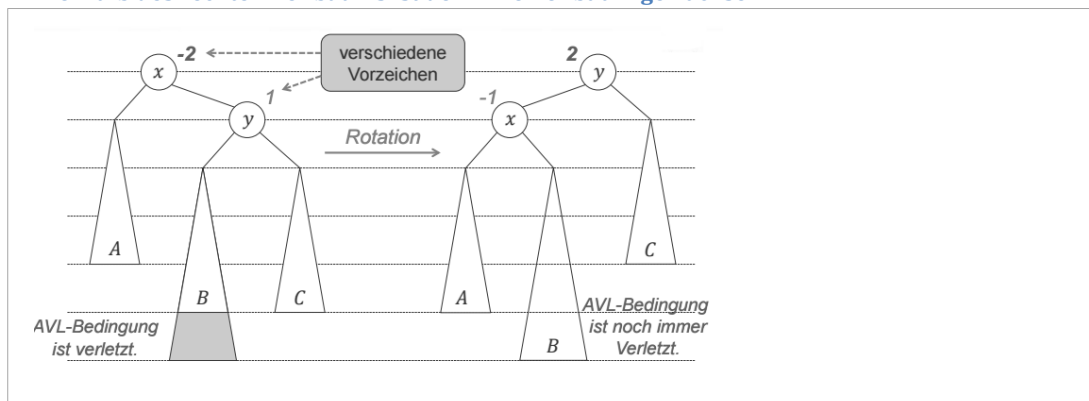 -2
verschiedene
Vorzeichen
2
x
y
1
-1
y
x
Rotation
A
C
B
C
A
AVL-Bedingung
ist verletzt.
B
AVL-Bedingung
ist noch immer
Verletzt.